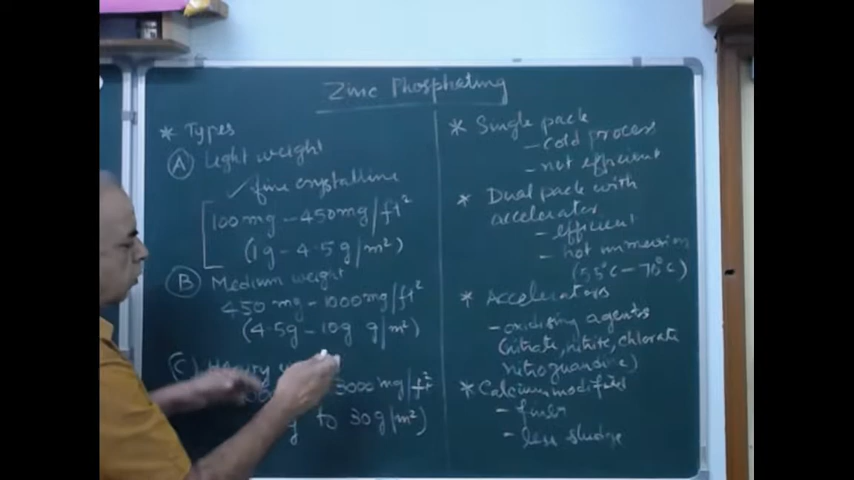 Zinc Phosphating
* Types
(A) Light weight
✓ fine crystalline
100 mg – 450 mg/ft²
(1g – 4.5g/m²)
(B) Medium weight
450 mg – 1000 mg/ft²
(4.5g – 10g g/m²)
(C) Heavy
3000 mg/ft²
to 30g/m²)
* Single pack
– cold process
– not efficient
* Dual pack with
accelerator
– efficient
– hot immersion
(55°C – 70°C)
* Accelerators
– oxidising agents
(nitrate, nitrite, chlorate
nitroguanidine)
* Calcium modified
– finer
– less sludge